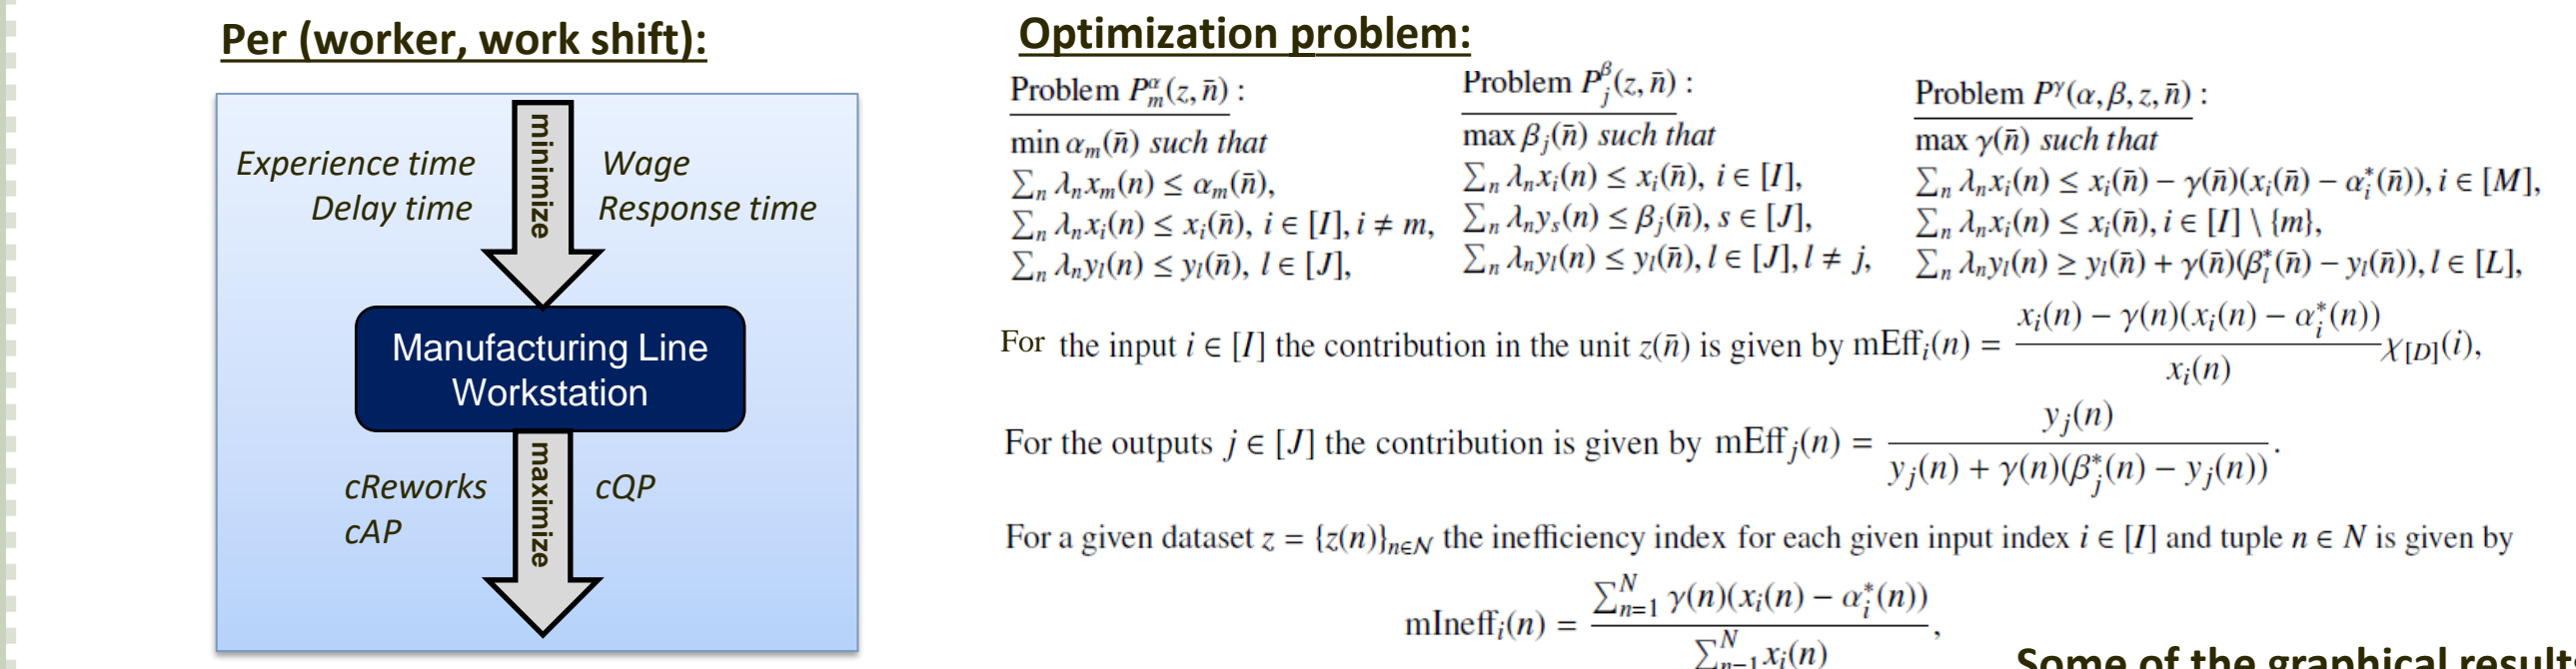 Per (worker, work shift):
minimize
Experience time
Delay time
Wage
Response time
Manufacturing Line
Workstation
maximize
cReworks
cAP
cQP
Optimization problem:
Problem P^α_m(z, n̄) :
min α_m(n̄) such that
∑_n λ_n x_m(n) ≤ α_m(n̄),
∑_n λ_n x_i(n) ≤ x_i(n̄), i ∈ [I], i ≠ m,
∑_n λ_n y_l(n) ≤ y_l(n̄), l ∈ [J],
Problem P^β_j(z, n̄) :
max β_j(n̄) such that
∑_n λ_n x_i(n) ≤ x_i(n̄), i ∈ [I],
∑_n λ_n y_s(n) ≤ β_j(n̄), s ∈ [J],
∑_n λ_n y_l(n) ≤ y_l(n̄), l ∈ [J], l ≠ j,
Problem P^γ(α, β, z, n̄) :
max γ(n̄) such that
∑_n λ_n x_i(n) ≤ x_i(n̄) − γ(n̄)(x_i(n̄) − α*_i(n̄)), i ∈ [M],
∑_n λ_n x_i(n) ≤ x_i(n̄), i ∈ [I] \ {m},
∑_n λ_n y_l(n) ≥ y_l(n̄) + γ(n̄)(β*_l(n̄) − y_l(n̄)), l ∈ [L],
For the input i ∈ [I] the contribution in the unit z(n̄) is given by mEff_i(n) = (x_i(n) − γ(n)(x_i(n) − α*_i(n))) / x_i(n) χ_[D](i),
For the outputs j ∈ [J] the contribution is given by mEff_j(n) = y_j(n) / (y_j(n) + γ(n)(β*_j(n) − y_j(n))).
For a given dataset z = {z(n)}_{n∈N} the inefficiency index for each given input index i ∈ [I] and tuple n ∈ N is given by
mIneff_i(n) = ∑^N_{n=1} γ(n)(x_i(n) − α*_i(n)) / ∑^N_{n=1} x_i(n),
Some of the graphical result